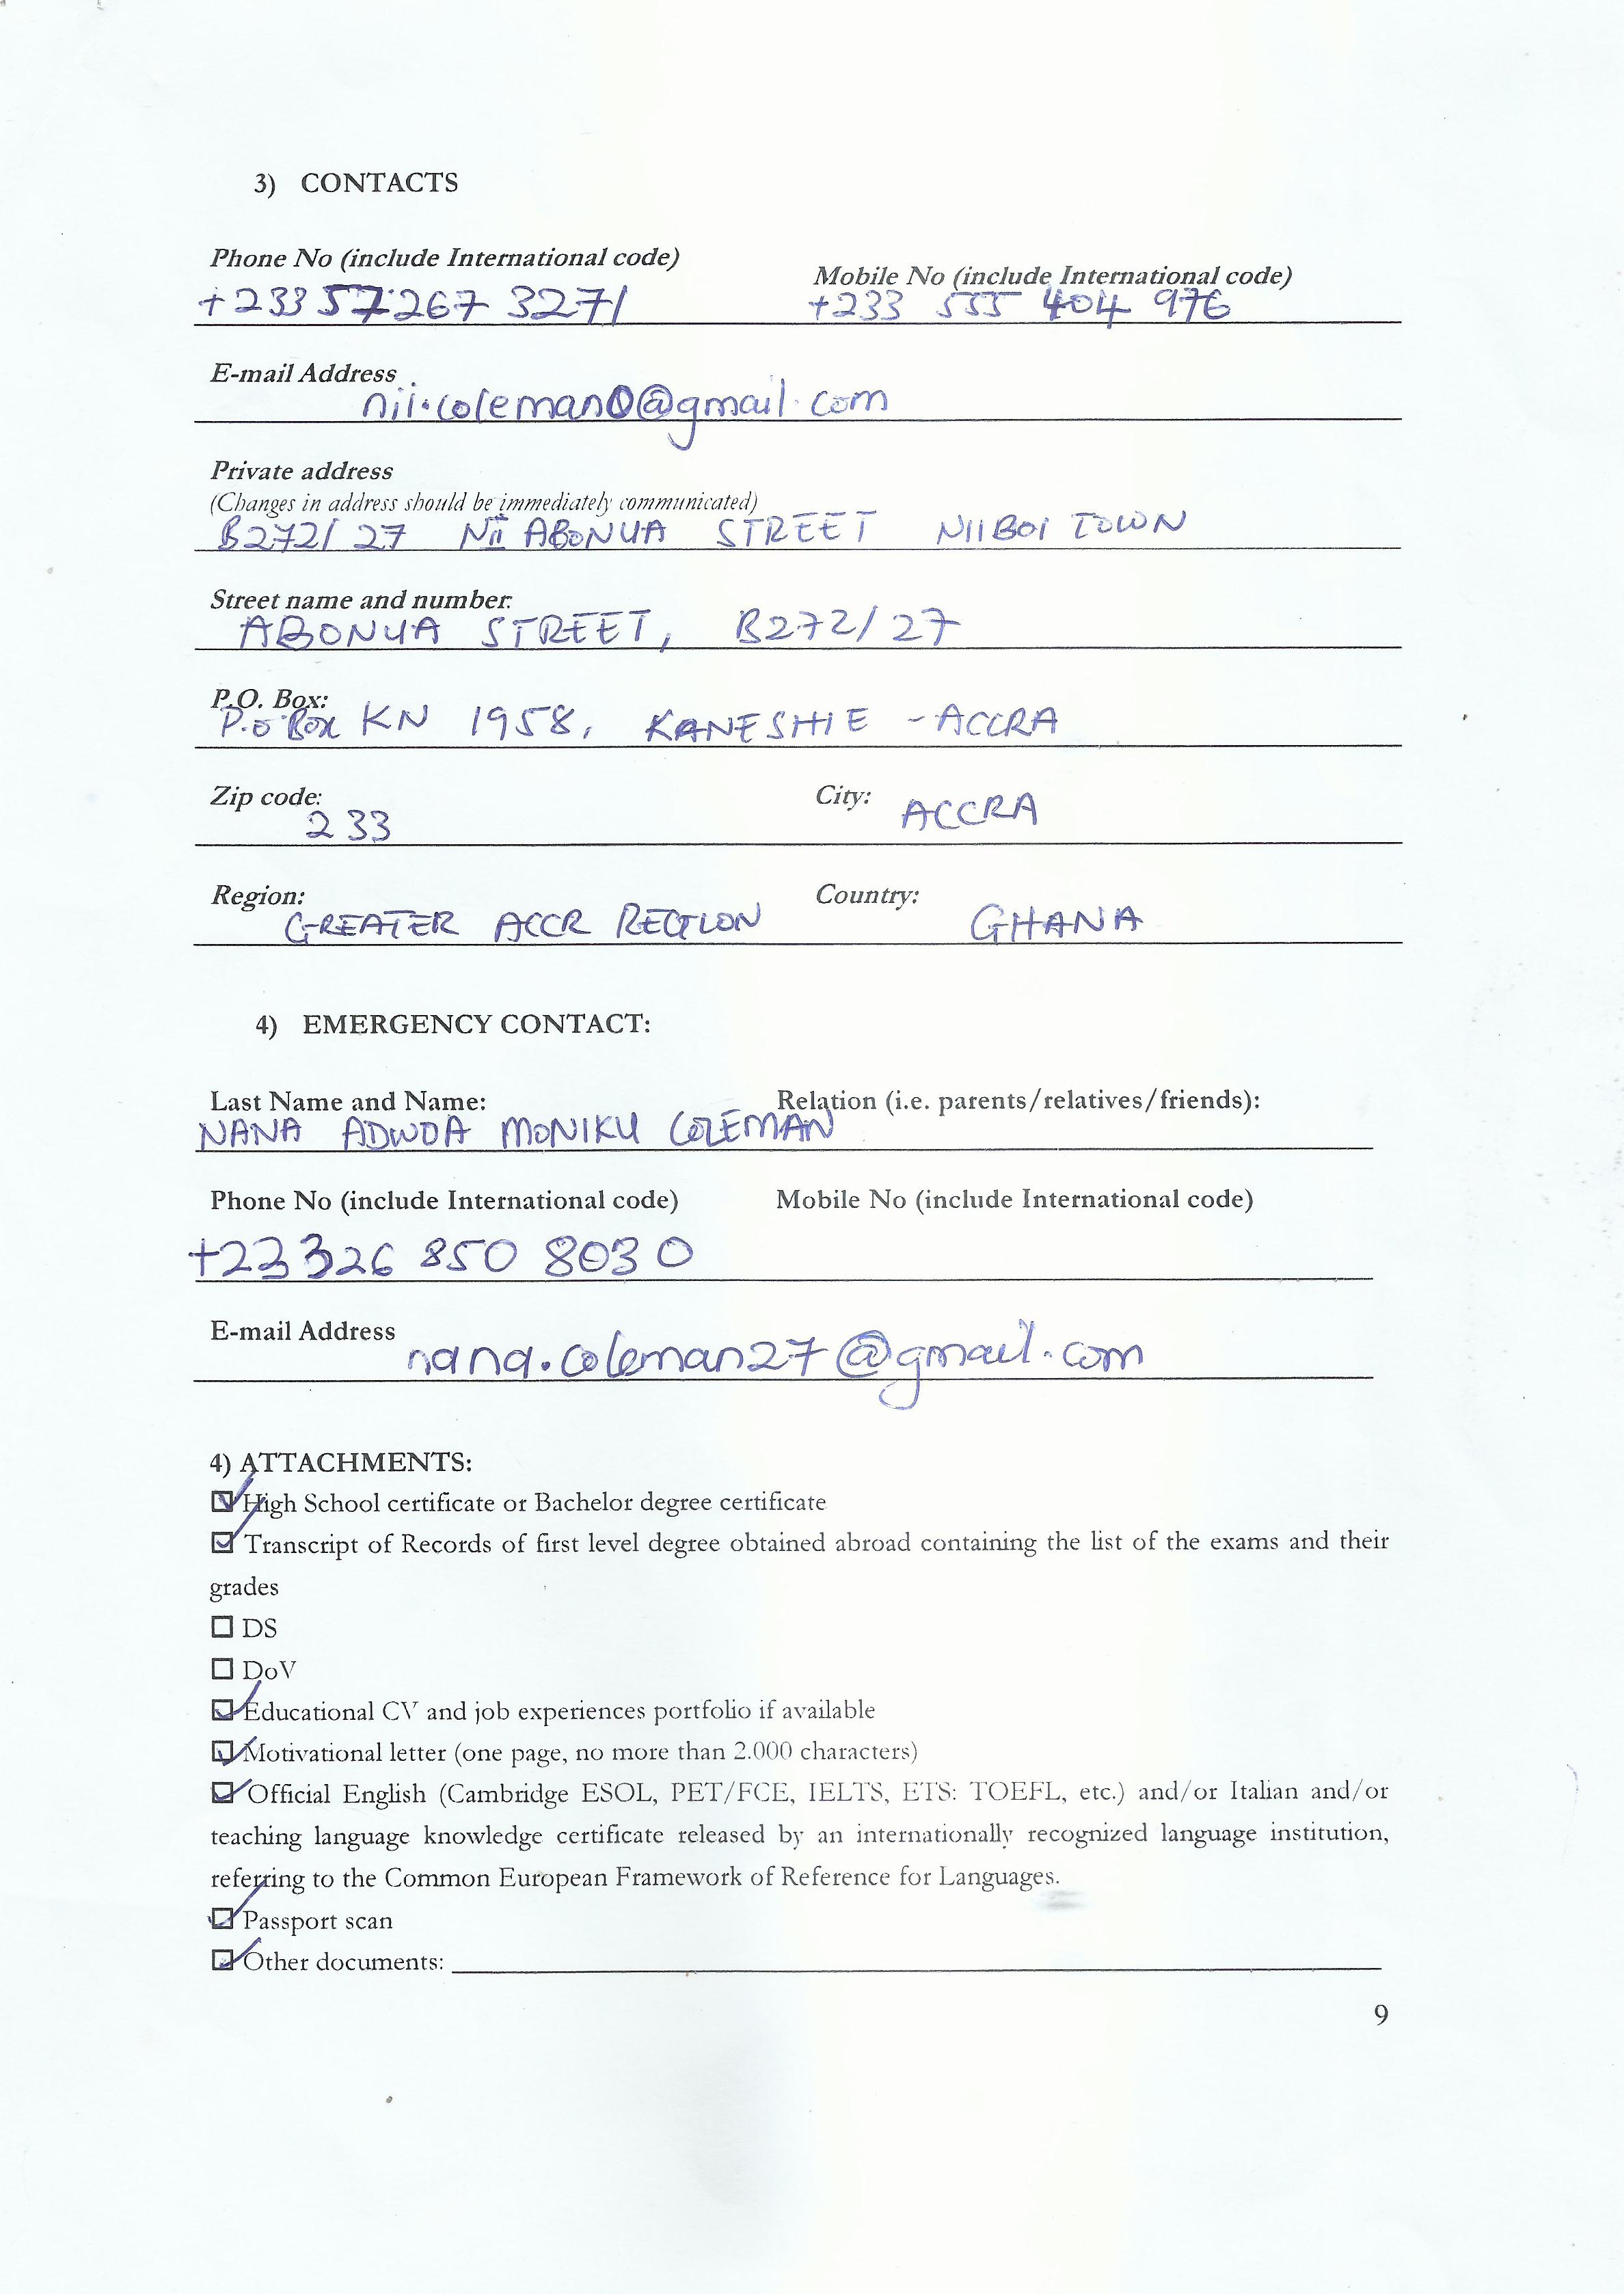 3) CONTACTS
Phone No (include International code)
Mobile No (include International code)
+233 57 267 3271
+233 555 404 976
E-mail Address
nii.coleman0@gmail.com
Private address
(Changes in address should be immediately communicated)
B272/27 Nii ABONUA STREET NIIBOI TOWN
Street name and number:
ABONUA STREET, B272/27
P.O. Box:
P.o Box KN 1958, KANESHIE - ACCRA
Zip code:
City:
233
ACCRA
Region:
Country:
GREATER ACCR REGION
GHANA
4) EMERGENCY CONTACT:
Last Name and Name:
Relation (i.e. parents/relatives/friends):
NANA ADWOA MONIKU COLEMAN
Phone No (include International code)
Mobile No (include International code)
+233 26 850 8030
E-mail Address
nana.coleman27@gmail.com
4) ATTACHMENTS:
High School certificate or Bachelor degree certificate
Transcript of Records of first level degree obtained abroad containing the list of the exams and their
grades
DS
DoV
Educational CV and job experiences portfolio if available
Motivational letter (one page, no more than 2.000 characters)
Official English (Cambridge ESOL, PET/FCE, IELTS, ETS: TOEFL, etc.) and/or Italian and/or
teaching language knowledge certificate released by an internationally recognized language institution,
referring to the Common European Framework of Reference for Languages.
Passport scan
Other documents:
9